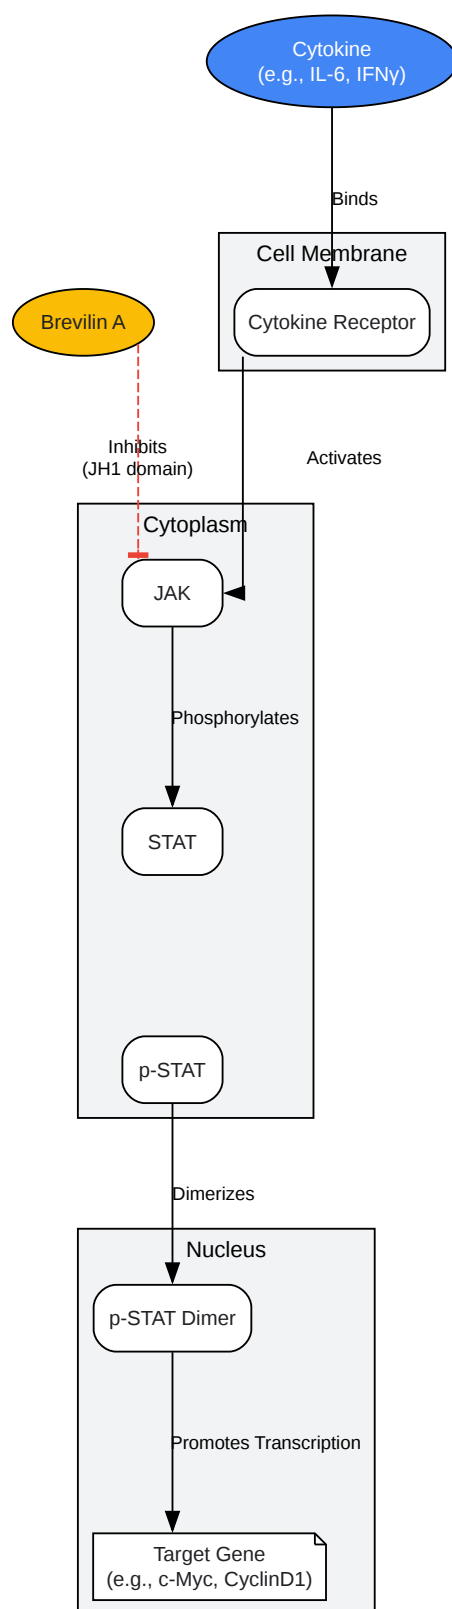 Cytokine
(e.g., IL-6, IFNγ)
Binds
Cell Membrane
Cytokine Receptor
Brevilin A
Inhibits
(JH1 domain)
Activates
Cytoplasm
JAK
Phosphorylates
STAT
p-STAT
Dimerizes
Nucleus
p-STAT Dimer
Promotes Transcription
Target Gene
(e.g., c-Myc, CyclinD1)